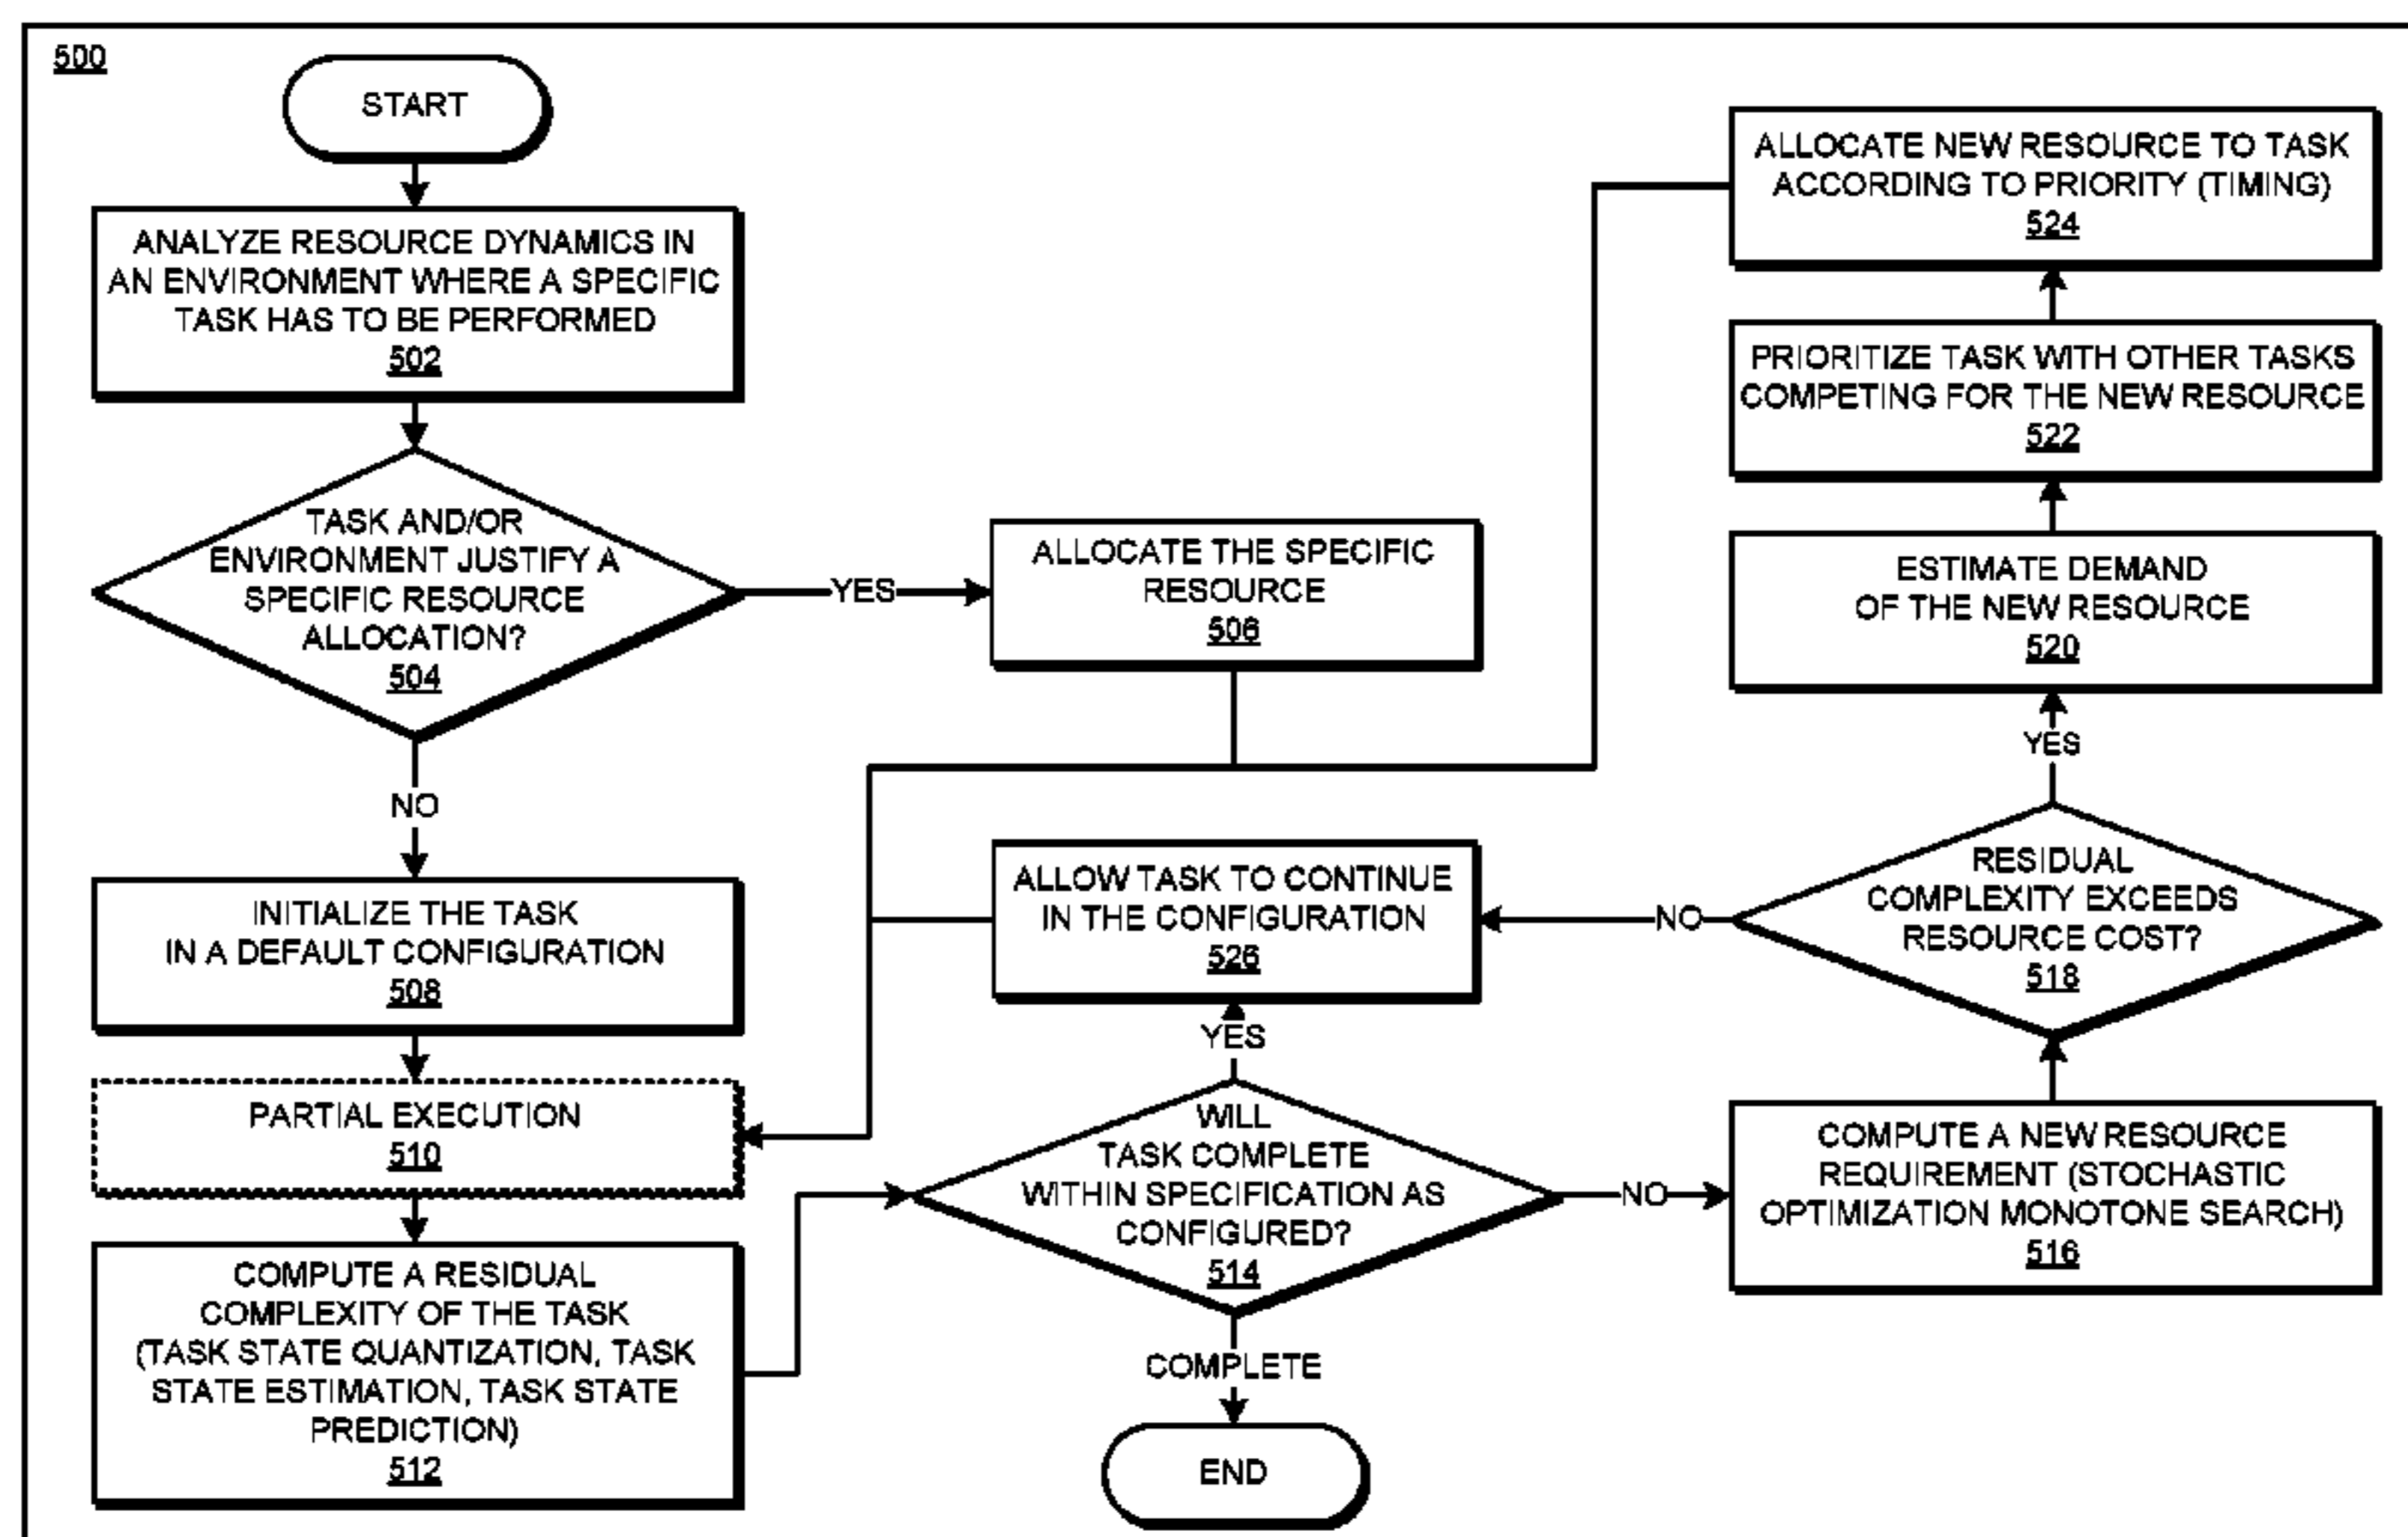 500
START
ANALYZE RESOURCE DYNAMICS IN
AN ENVIRONMENT WHERE A SPECIFIC
TASK HAS TO BE PERFORMED
502
TASK AND/OR
ENVIRONMENT JUSTIFY A
SPECIFIC RESOURCE
ALLOCATION?
504
YES
ALLOCATE THE SPECIFIC
RESOURCE
506
NO
INITIALIZE THE TASK
IN A DEFAULT CONFIGURATION
508
PARTIAL EXECUTION
510
COMPUTE A RESIDUAL
COMPLEXITY OF THE TASK
(TASK STATE QUANTIZATION, TASK
STATE ESTIMATION, TASK STATE
PREDICTION)
512
WILL
TASK COMPLETE
WITHIN SPECIFICATION AS
CONFIGURED?
514
YES
ALLOW TASK TO CONTINUE
IN THE CONFIGURATION
526
COMPLETE
END
NO
COMPUTE A NEW RESOURCE
REQUIREMENT (STOCHASTIC
OPTIMIZATION MONOTONE SEARCH)
516
RESIDUAL
COMPLEXITY EXCEEDS
RESOURCE COST?
518
NO
YES
ESTIMATE DEMAND
OF THE NEW RESOURCE
520
PRIORITIZE TASK WITH OTHER TASKS
COMPETING FOR THE NEW RESOURCE
522
ALLOCATE NEW RESOURCE TO TASK
ACCORDING TO PRIORITY (TIMING)
524